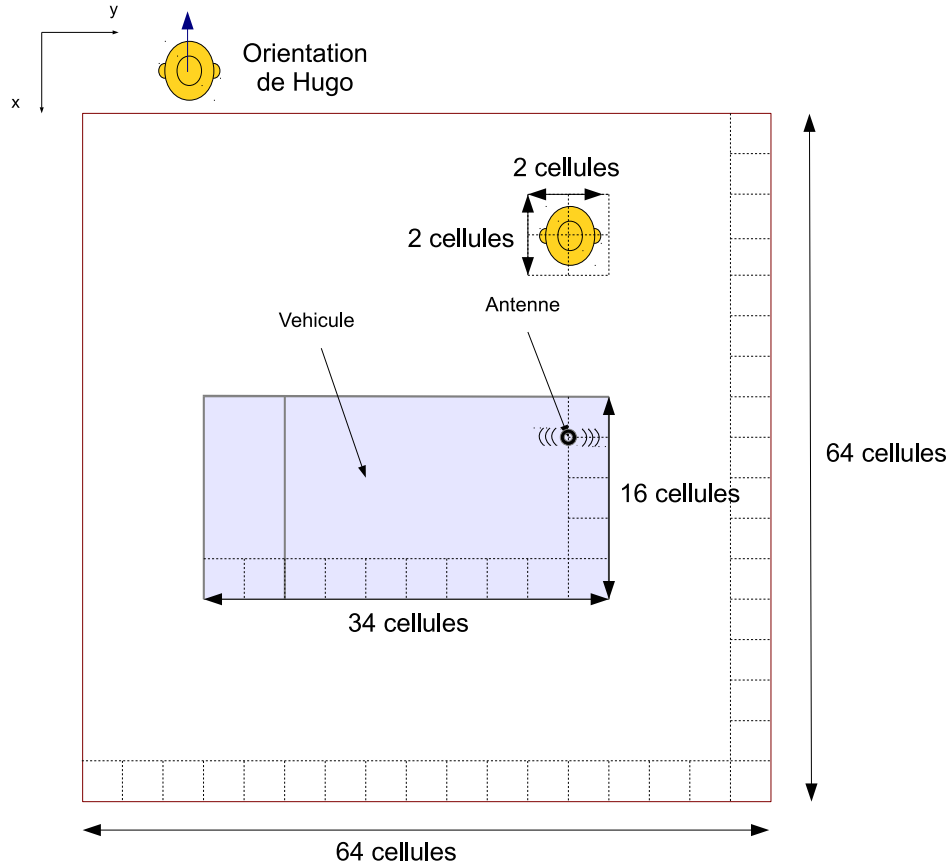 y
x
Orientation
de Hugo
2 cellules
2 cellules
Antenne
Vehicule
64 cellules
16 cellules
34 cellules
64 cellules